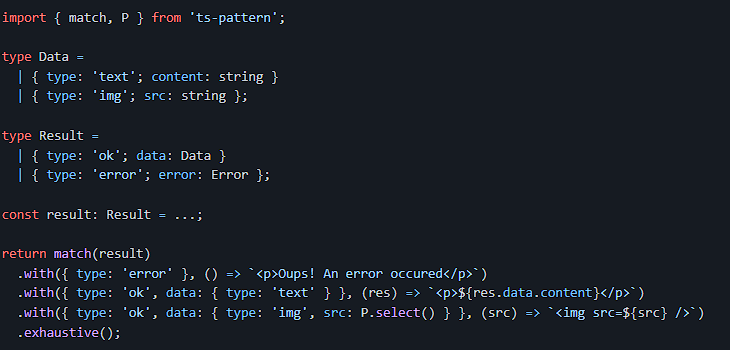 import { match, P } from 'ts-pattern';
type Data =
| { type: 'text'; content: string }
| { type: 'img'; src: string };
type Result =
| { type: 'ok'; data: Data }
| { type: 'error'; error: Error };
const result: Result = ...;
return match(result)
.with({ type: 'error' }, () => `<p>Oups! An error occured</p>`)
.with({ type: 'ok', data: { type: 'text' } }, (res) => `<p>${res.data.content}</p>`)
.with({ type: 'ok', data: { type: 'img', src: P.select() } }, (src) => `<img src=${src} />`)
.exhaustive();